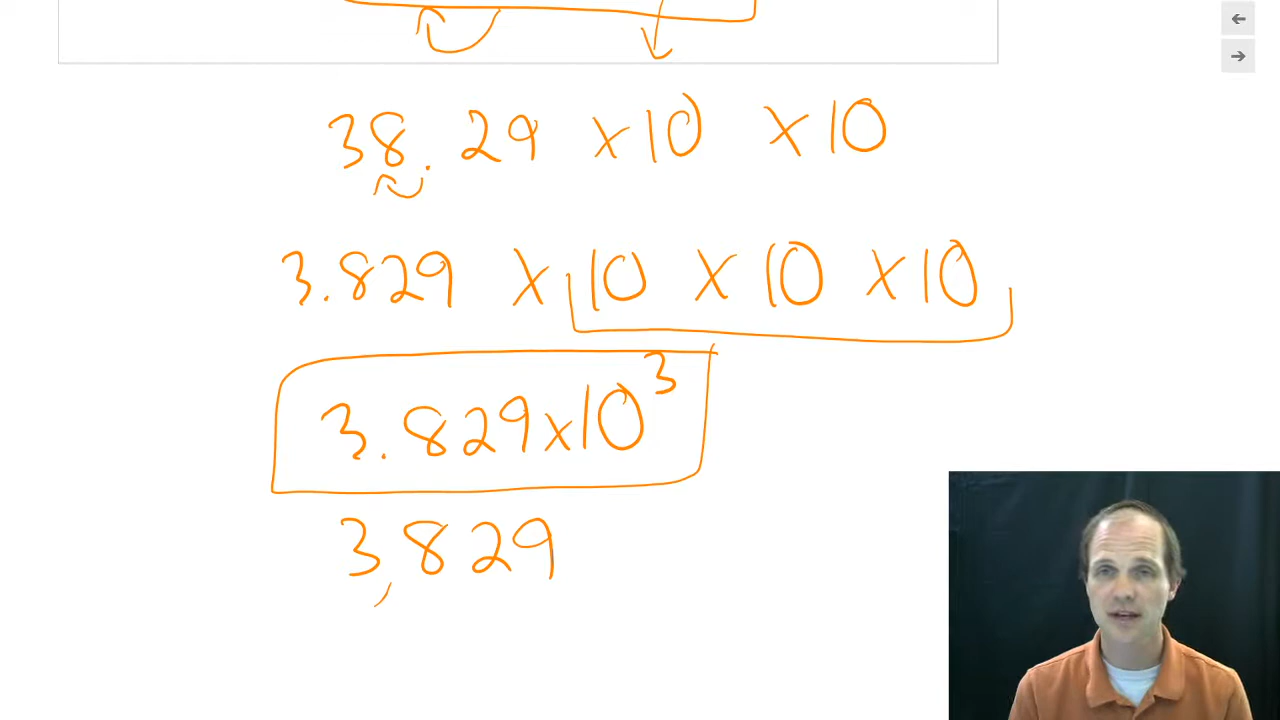 38.29 x10 x10
3.829 x 10 x 10 x10
3.829x10³
3,829